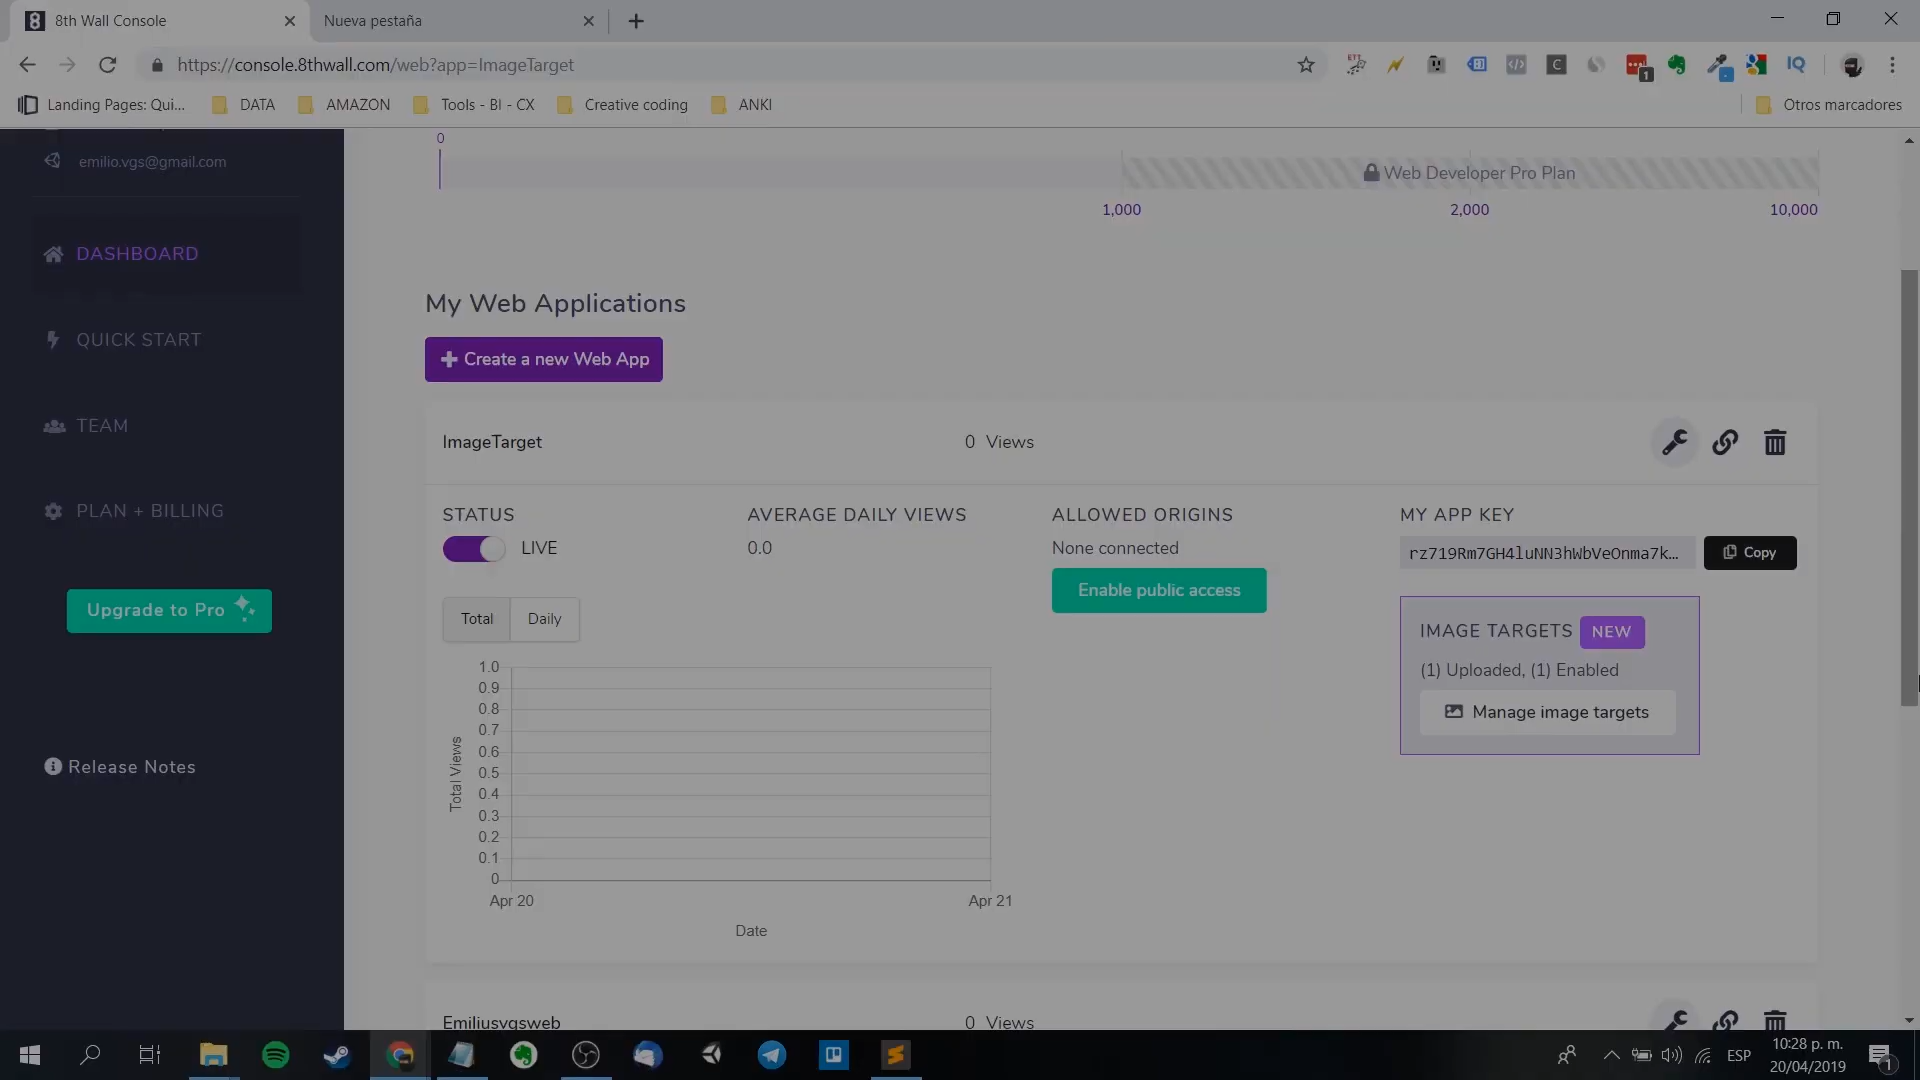 8th Wall Console
Nueva pestaña
https://console.8thwall.com/web?app=ImageTarget
1
Landing Pages: Qui...
DATA
AMAZON
Tools - BI - CX
Creative coding
ANKI
Otros marcadores
emilio.vgs@gmail.com
0
Web Developer Pro Plan
1,000
2,000
10,000
DASHBOARD
My Web Applications
QUICK START
Create a new Web App
TEAM
ImageTarget
0 Views
PLAN + BILLING
STATUS
AVERAGE DAILY VIEWS
ALLOWED ORIGINS
MY APP KEY
LIVE
0.0
None connected
rz719Rm7GH4luNN3hWbVeOnma7k...
Copy
Enable public access
Upgrade to Pro
Total
Daily
IMAGE TARGETS NEW
(1) Uploaded, (1) Enabled
Manage image targets
1.0
0.9
0.8
0.7
0.6
0.5
0.4
0.3
0.2
0.1
0
Total Views
Apr 20
Apr 21
Date
Release Notes
Emiliusvgsweb
0 Views
ESP
10:28 p. m.
20/04/2019
1